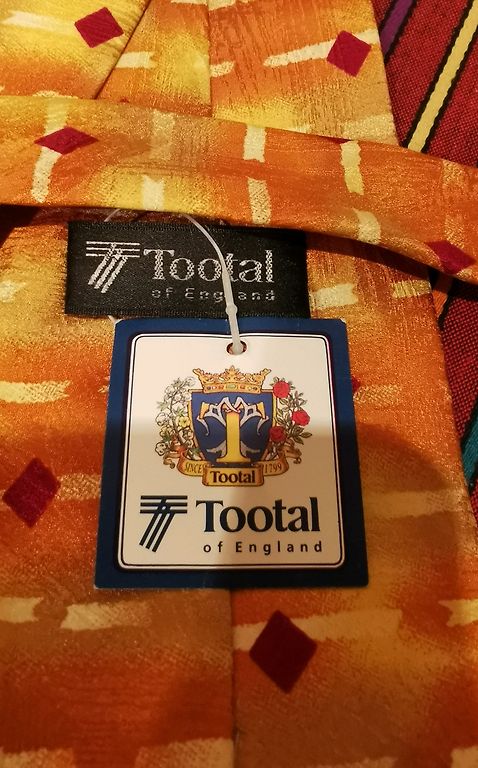 Tootal
of England
SINCE 1799
Tootal
Tootal
of England